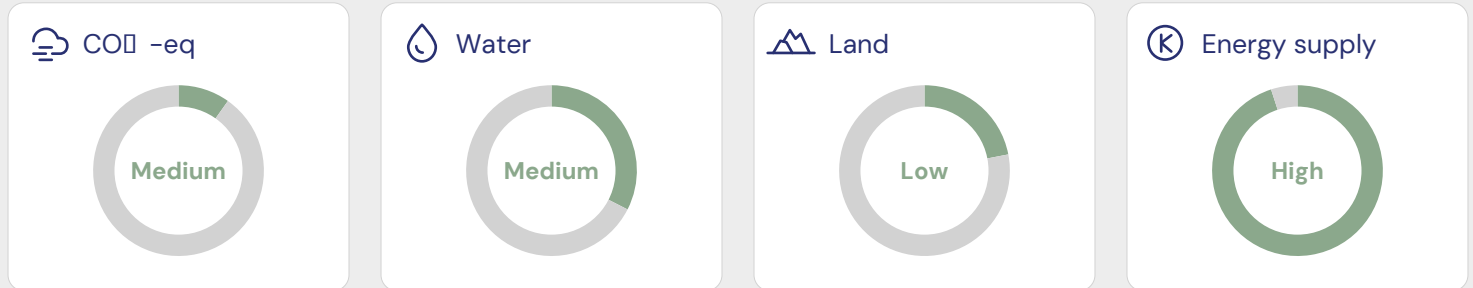 CO▯ -eq
Medium
Water
Medium
Land
Low
Energy supply
High